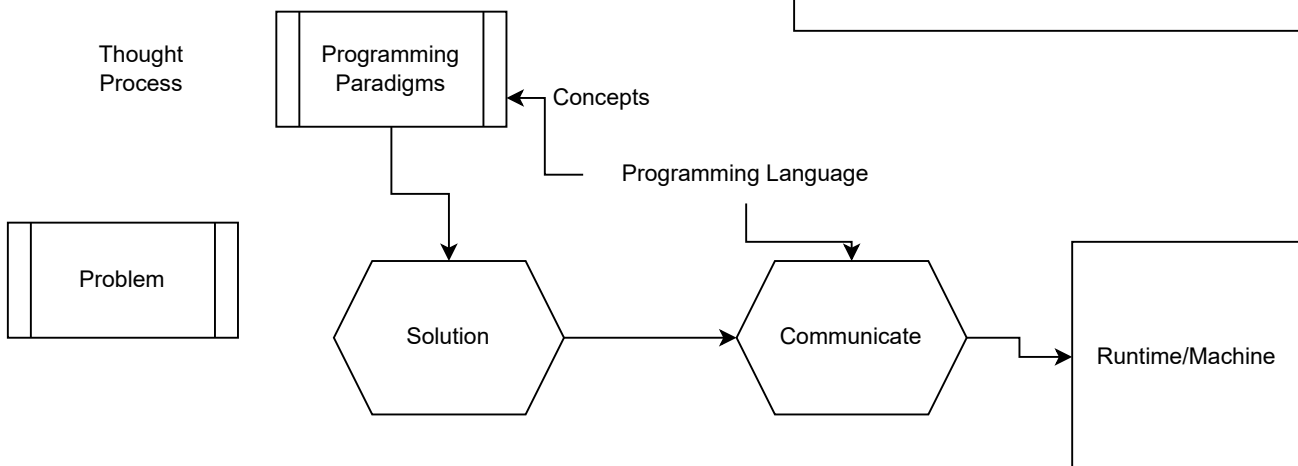 Thought
Process
Programming
Paradigms
Concepts
Programming Language
Problem
Solution
Communicate
Runtime/Machine